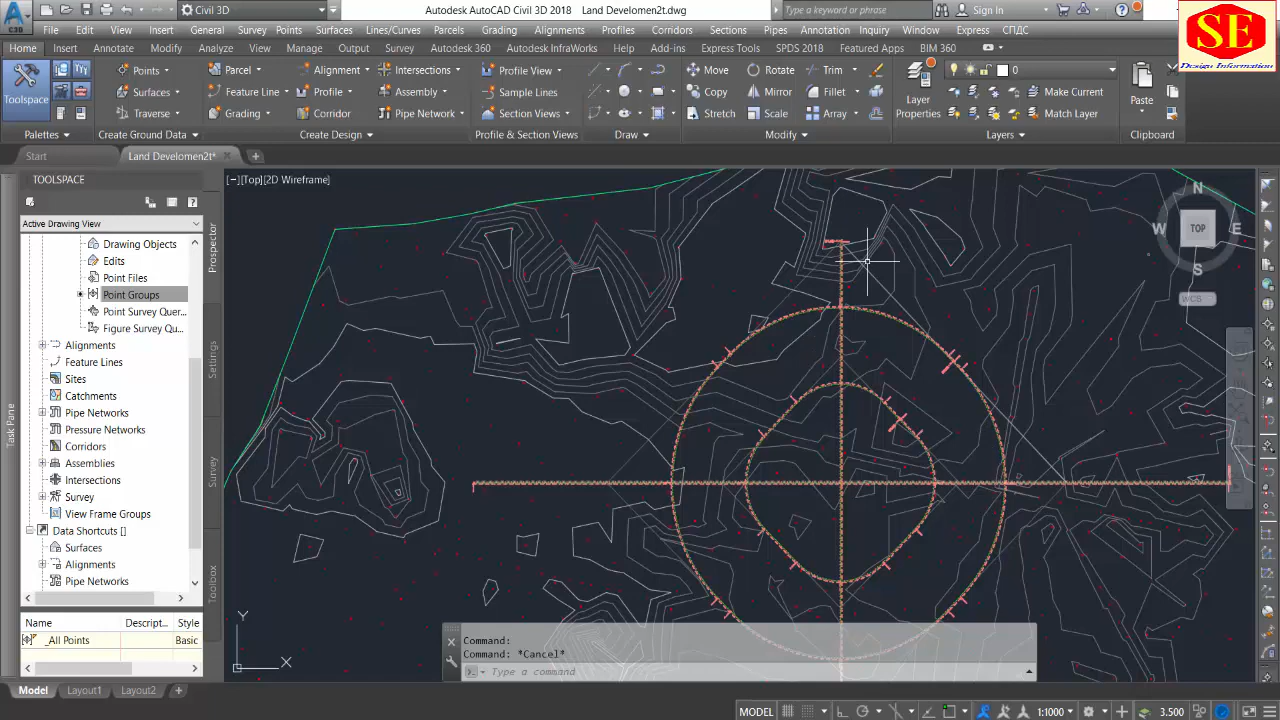 Civil 3D
Autodesk AutoCAD Civil 3D 2018 Land Developmen2t.dwg
Type a keyword or phrase
Sign In
File Edit View Insert General Survey Points Surfaces Lines/Curves Parcels Grading Alignments Profiles Corridors Sections Pipes Annotation Inquiry Window Express СПДС
Home Insert Annotate Modify Analyze View Manage Output Survey Autodesk 360 Autodesk InfraWorks Help Add-ins Express Tools SPDS 2018 Featured Apps BIM 360
SE
Design Information
Points Parcel Alignment Intersections Profile View Move Rotate Trim 0
Surfaces Feature Line Profile Assembly Sample Lines Copy Mirror Fillet Make Current
Traverse Grading Corridor Pipe Network Section Views Stretch Scale Array Match Layer
Toolspace
Layer
Properties
Paste
Palettes Create Ground Data Create Design Profile & Section Views Draw Modify Layers Clipboard
Start Land Developmen2t*
TOOLSPACE
[−][Top][2D Wireframe]
Active Drawing View
Drawing Objects
Edits
Point Files
Point Groups
Point Survey Quer...
Figure Survey Qu...
Alignments
Feature Lines
Sites
Catchments
Pipe Networks
Pressure Networks
Corridors
Assemblies
Intersections
Survey
View Frame Groups
Data Shortcuts []
Surfaces
Alignments
Pipe Networks
Prospector
Settings
Survey
Toolbox
Task Pane
N
W TOP E
S
WCS
Name Descript... Style
_All Points Basic
Y
X
Command:
Command: *Cancel*
Type a command
Model Layout1 Layout2
MODEL 1:1000 3.500